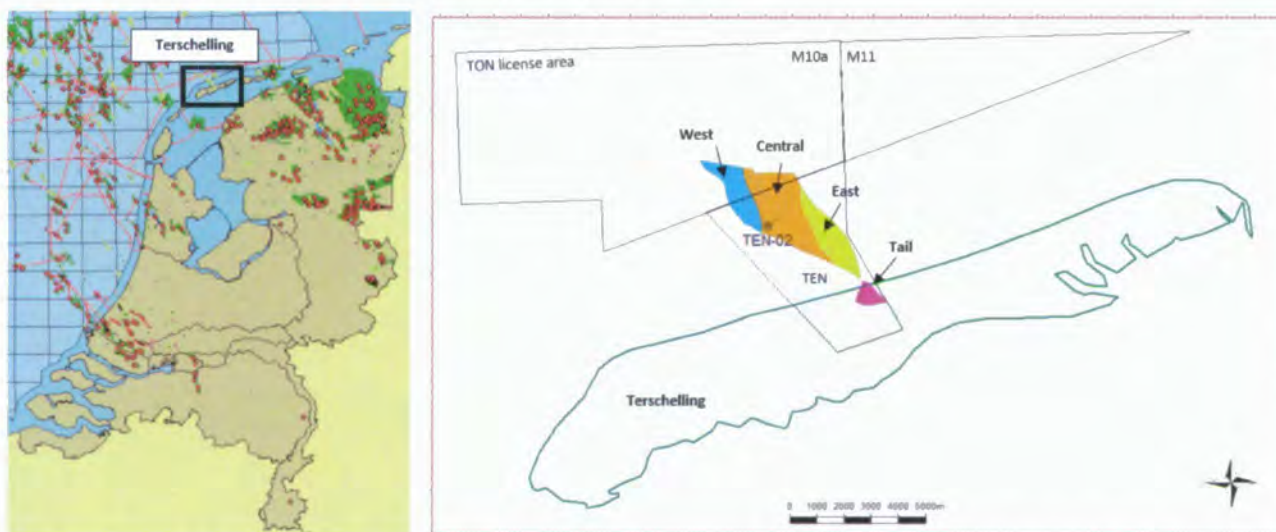 Terschelling
TON license area
M10a
M11
West
Central
East
TEN-02
Tail
TEN
Terschelling
0 1000 2000 3000 4000 5000m